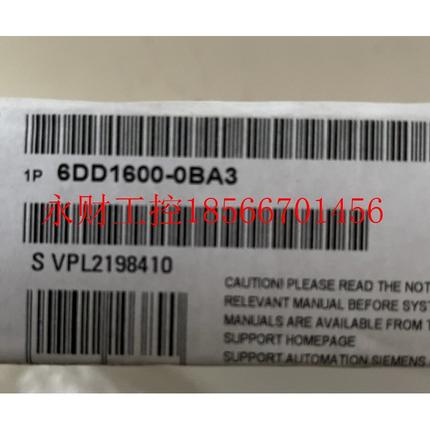 1P 6DD1600-0BA3
永财工控18566701456
S VPL2198410
CAUTION! PLEASE READ THE NOT
RELEVANT MANUAL BEFORE SYS
MANUALS ARE AVAILABLE FROM T
SUPPORT HOMEPAGE
SUPPORT.AUTOMATION.SIEMENS.